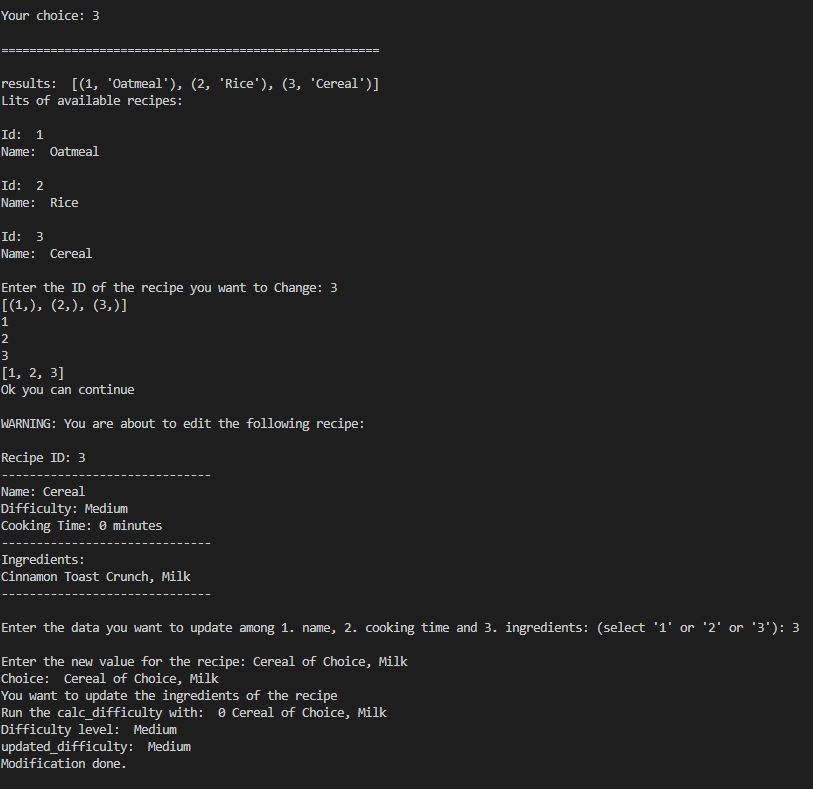 Your choice: 3
======================================================
results:  [(1, 'Oatmeal'), (2, 'Rice'), (3, 'Cereal')]
Lits of available recipes:
Id:  1
Name:  Oatmeal
Id:  2
Name:  Rice
Id:  3
Name:  Cereal
Enter the ID of the recipe you want to Change: 3
[(1,), (2,), (3,)]
1
2
3
[1, 2, 3]
Ok you can continue
WARNING: You are about to edit the following recipe:
Recipe ID: 3
------------------------------
Name: Cereal
Difficulty: Medium
Cooking Time: 0 minutes
------------------------------
Ingredients:
Cinnamon Toast Crunch, Milk
------------------------------
Enter the data you want to update among 1. name, 2. cooking time and 3. ingredients: (select '1' or '2' or '3'): 3
Enter the new value for the recipe: Cereal of Choice, Milk
Choice:  Cereal of Choice, Milk
You want to update the ingredients of the recipe
Run the calc_difficulty with:  0 Cereal of Choice, Milk
Difficulty level:  Medium
updated_difficulty:  Medium
Modification done.